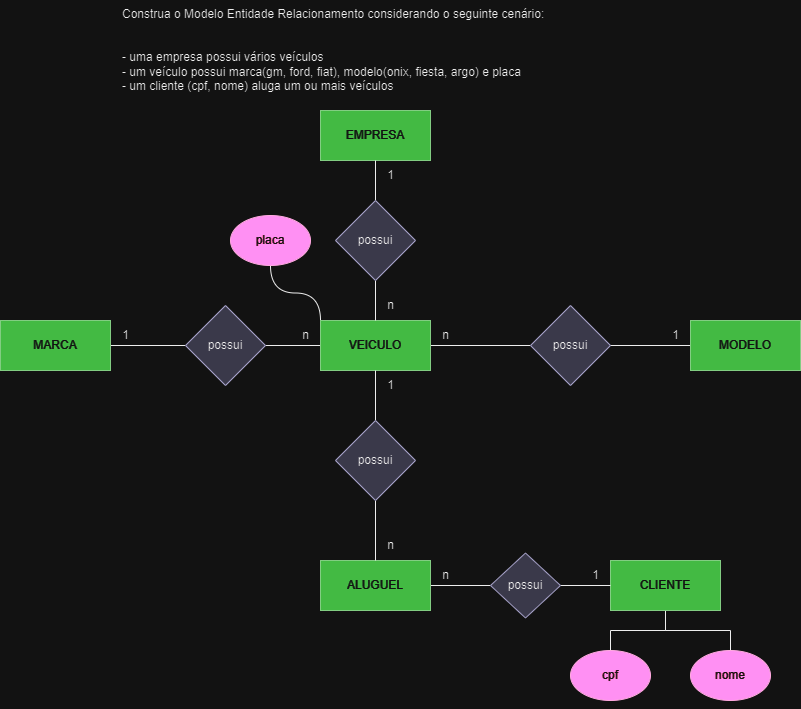 Construa o Modelo Entidade Relacionamento considerando o seguinte cenário:
- uma empresa possui vários veículos
- um veículo possui marca(gm, ford, fiat), modelo(onix, fiesta, argo) e placa
- um cliente (cpf, nome) aluga um ou mais veículos
EMPRESA
1
placa
possui
n
MARCA
1
possui
n
VEICULO
n
possui
1
MODELO
1
possui
n
ALUGUEL
n
possui
1
CLIENTE
cpf
nome